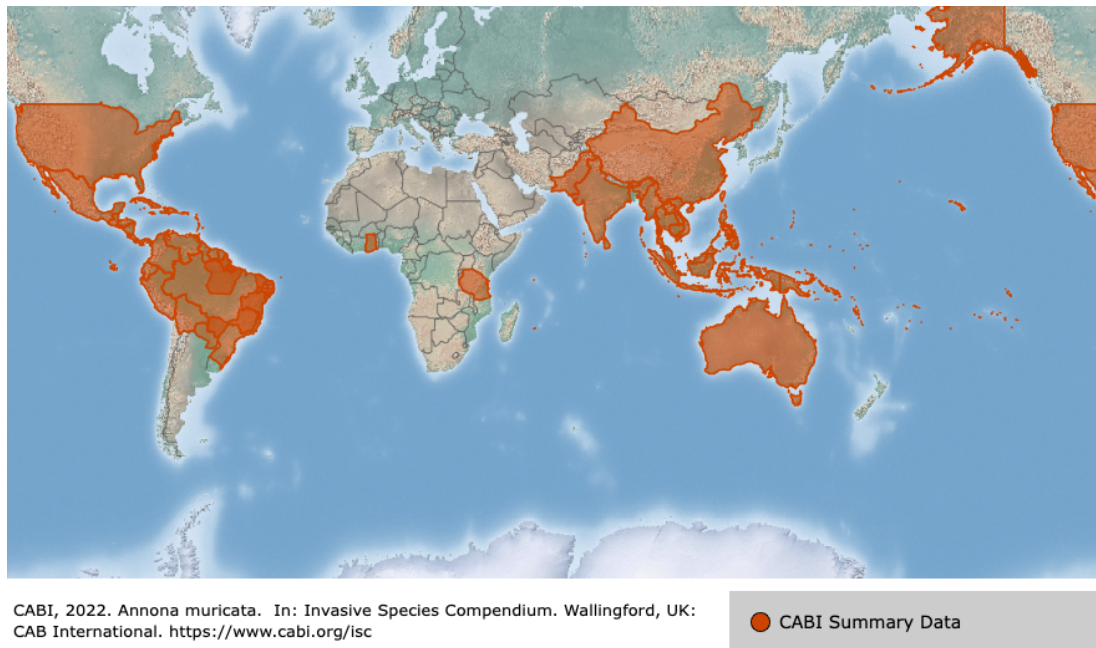 CABI, 2022. Annona muricata. In: Invasive Species Compendium. Wallingford, UK:
CAB International. https://www.cabi.org/isc
CABI Summary Data